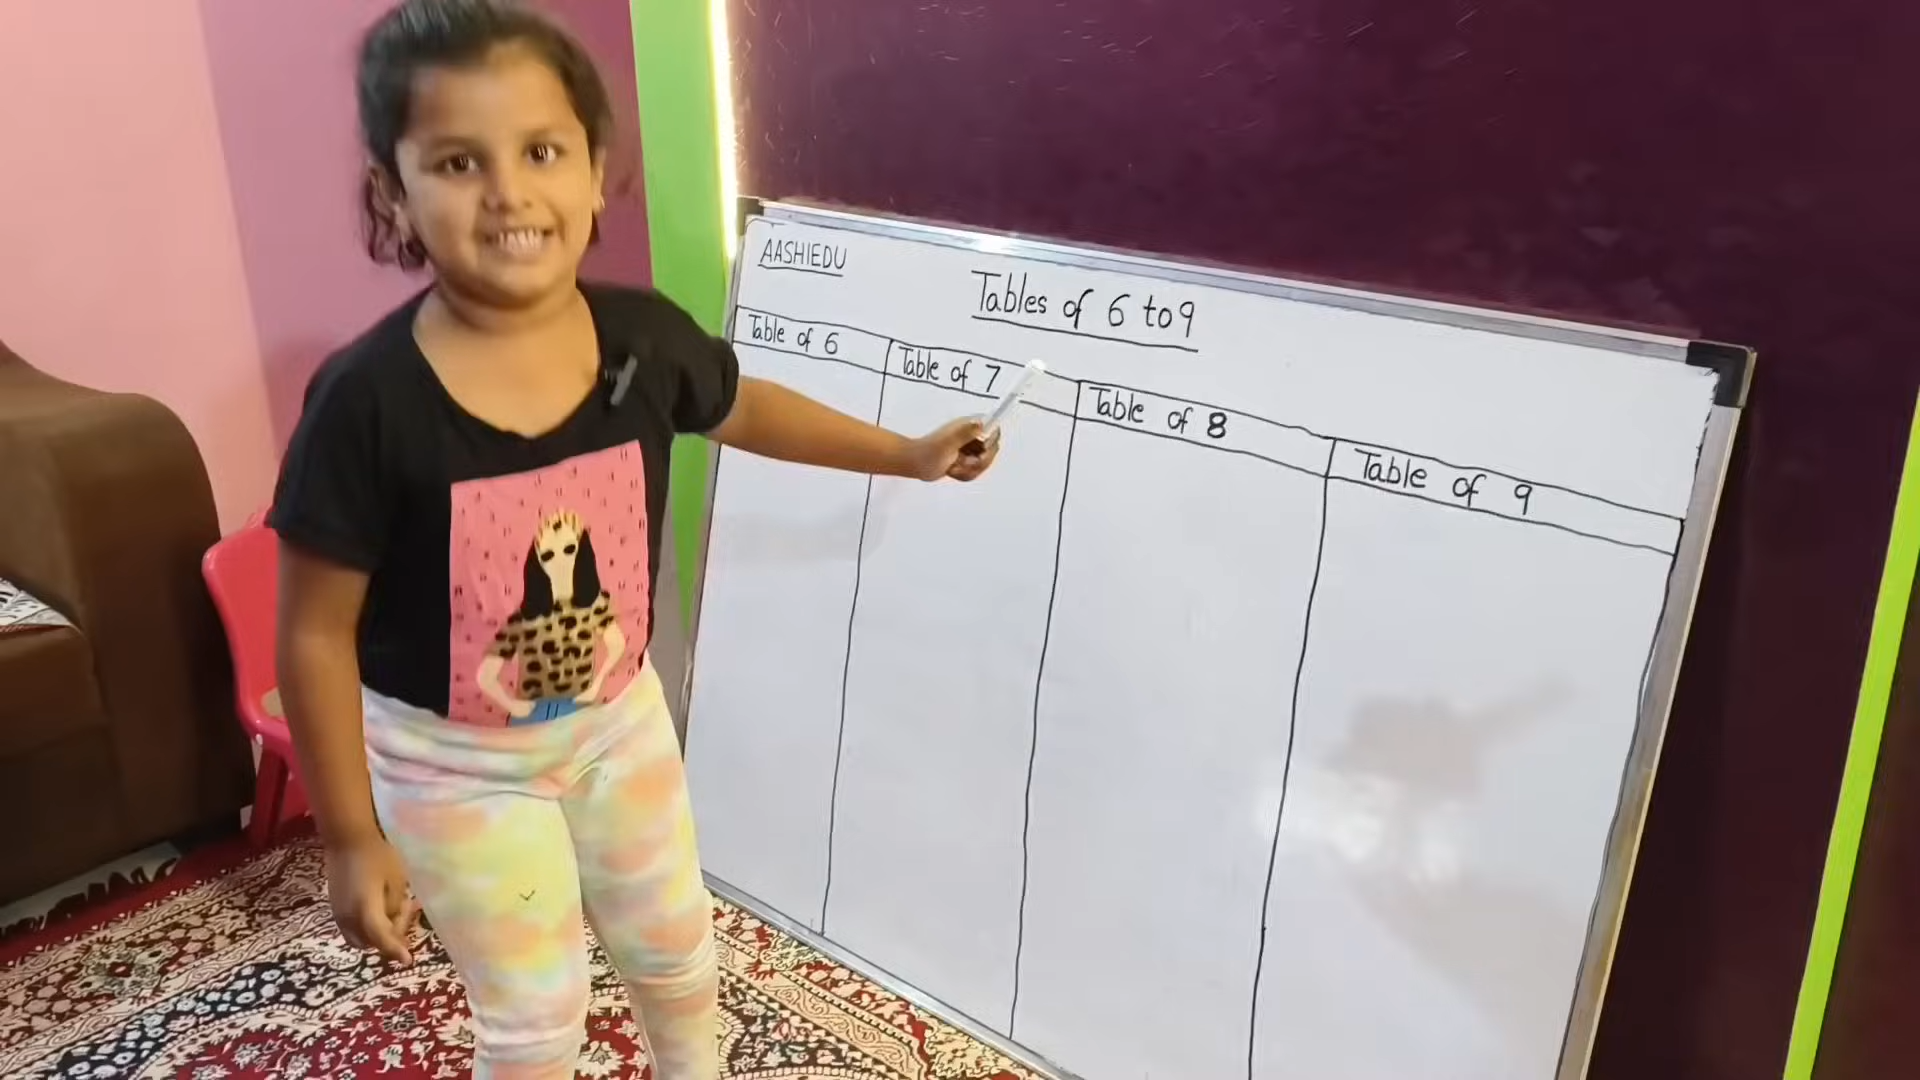 AASHIEDU
Tables of 6 to 9
Table of 6
Table of 7
Table of 8
Table of 9